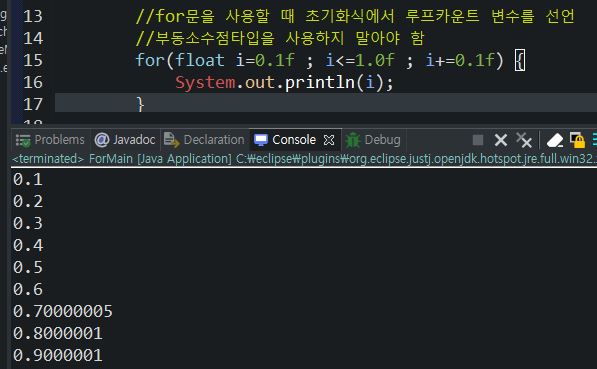 13 //for문을 사용할 때 초기화식에서 루프카운트 변수를 선언
14 //부동소수점타입을 사용하지 말아야 함
15 for(float i=0.1f ; i<=1.0f ; i+=0.1f) {
16 System.out.println(i);
17 }
Problems @ Javadoc Declaration Console Debug
<terminated> ForMain [Java Application] C:₩eclipse₩plugins₩org.eclipse.justj.openjdk.hotspot.jre.full.win32.
0.1
0.2
0.3
0.4
0.5
0.6
0.70000005
0.8000001
0.9000001